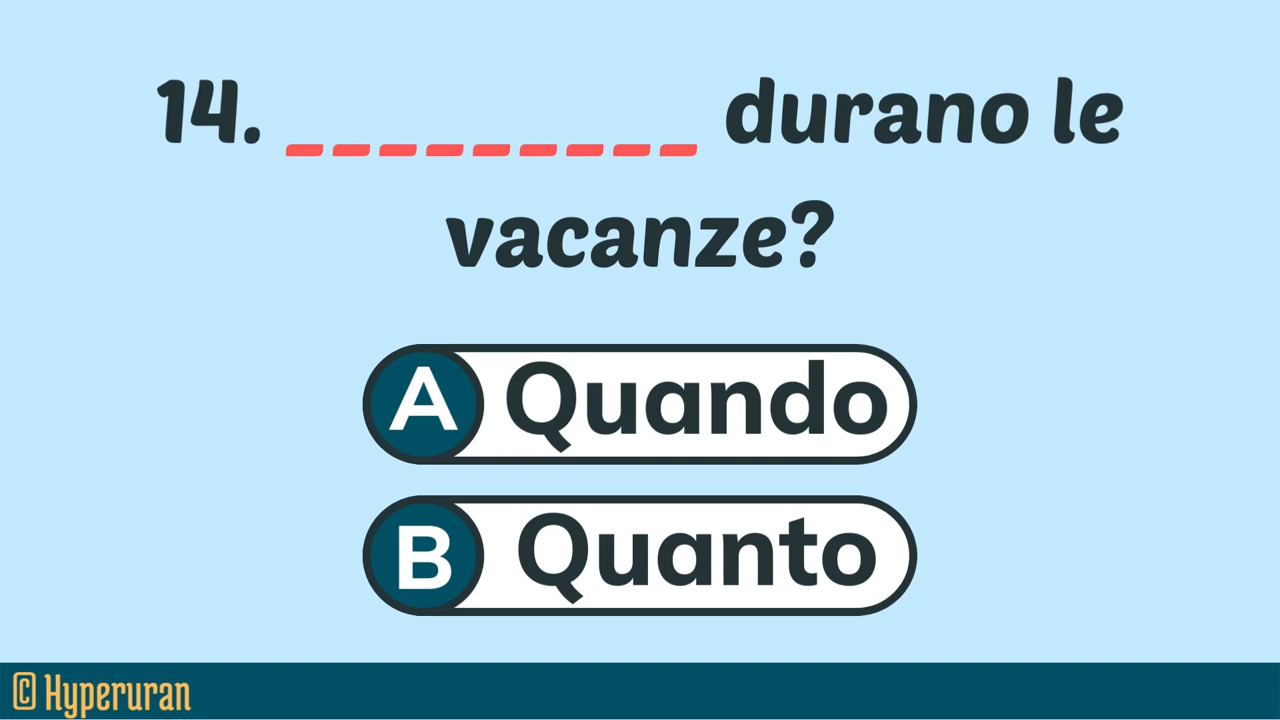 14. _________ durano le
vacanze?
A Quando
B Quanto
© Hyperuran